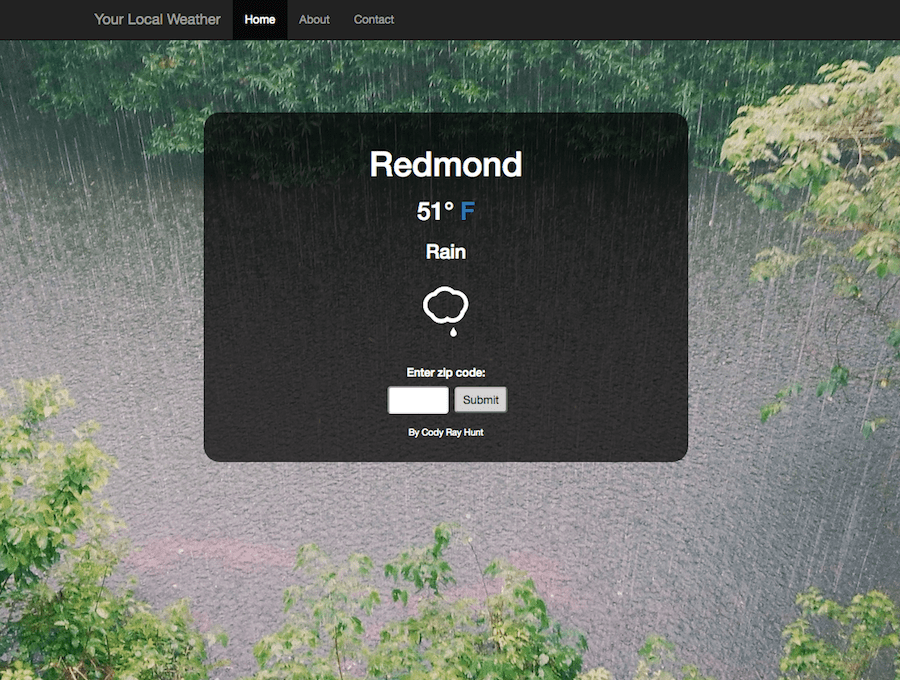 Your Local Weather Home About Contact
Redmond
51° F
Rain
Enter zip code:
Submit
By Cody Ray Hunt